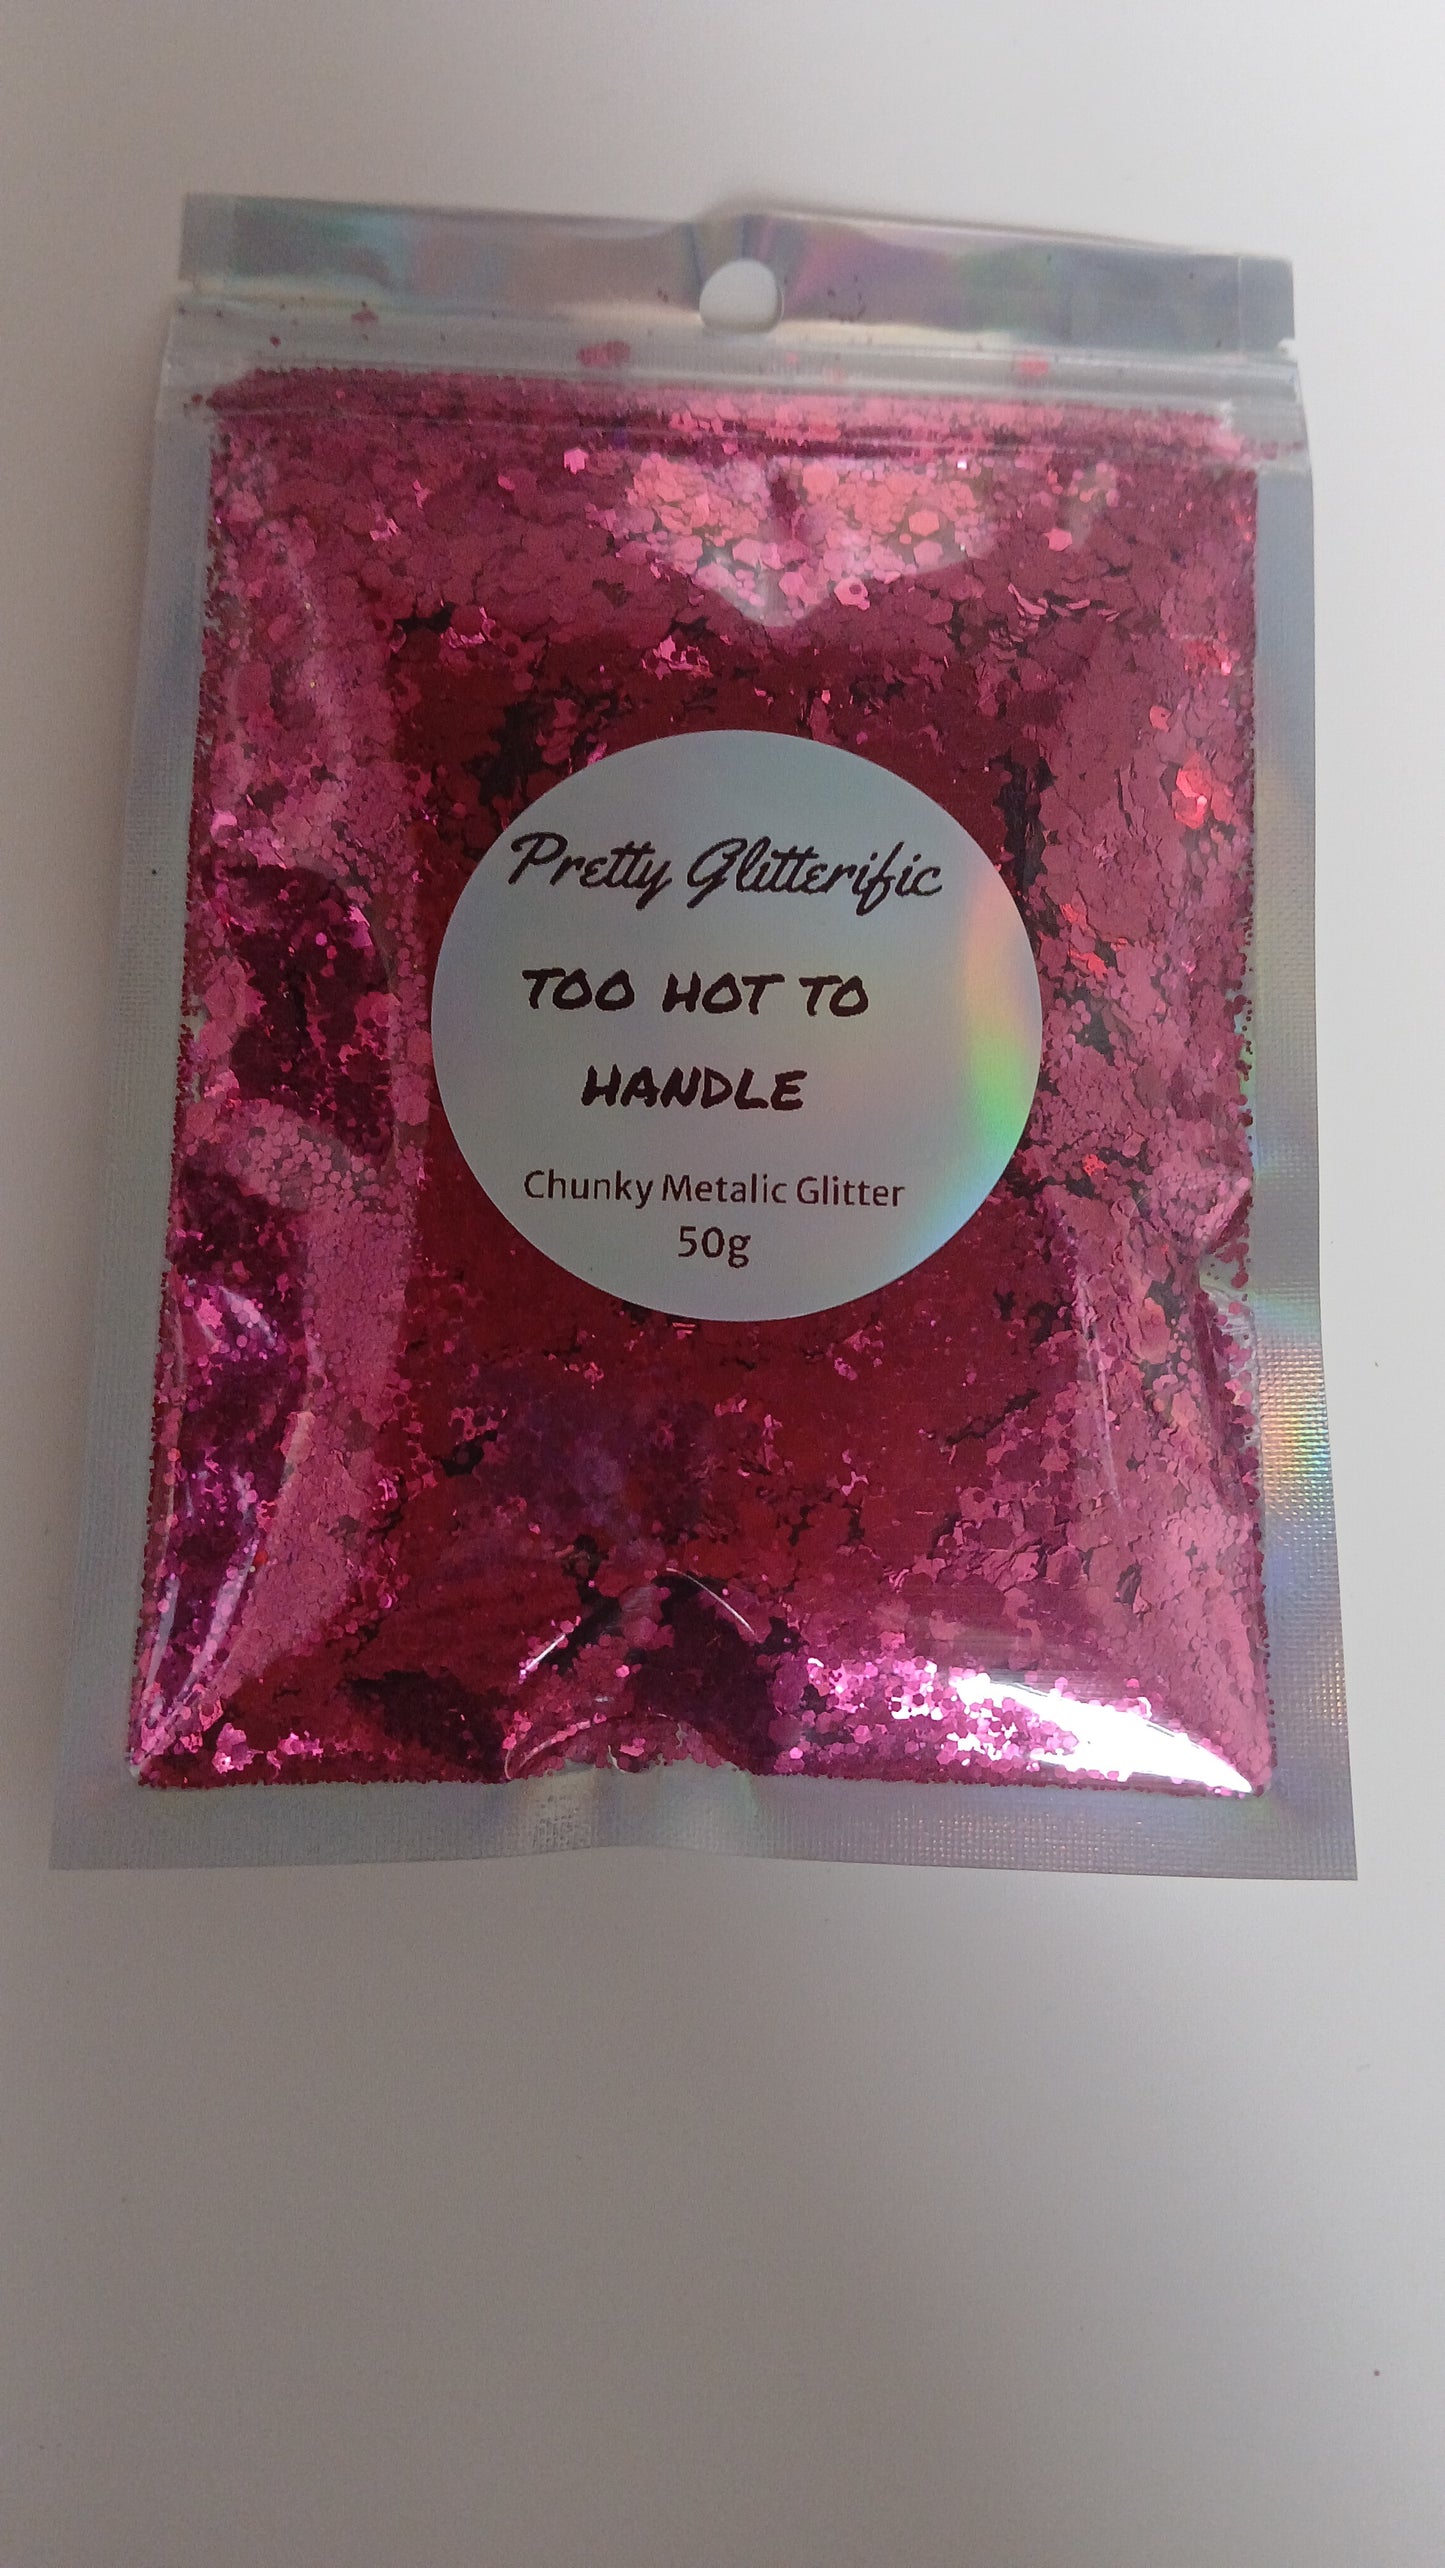 Pretty Glitterific
TOO HOT TO
HANDLE
Chunky Metalic Glitter
50g